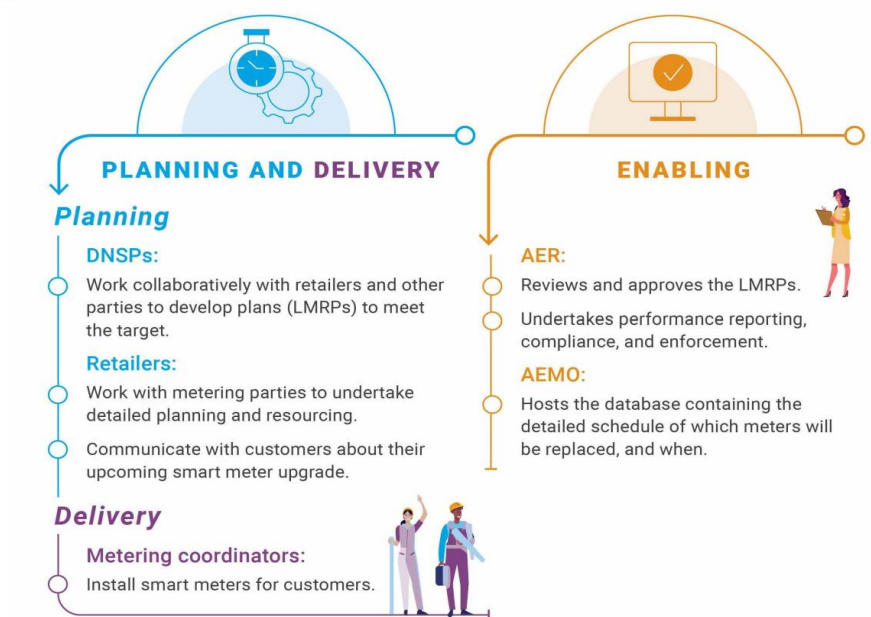 PLANNING AND DELIVERY
Planning
DNSPs:
Work collaboratively with retailers and other
parties to develop plans (LMRPs) to meet
the target.
Retailers:
Work with metering parties to undertake
detailed planning and resourcing.
Communicate with customers about their
upcoming smart meter upgrade.
Delivery
Metering coordinators:
Install smart meters for customers.
ENABLING
AER:
Reviews and approves the LMRPs.
Undertakes performance reporting,
compliance, and enforcement.
AEMO:
Hosts the database containing the
detailed schedule of which meters will
be replaced, and when.